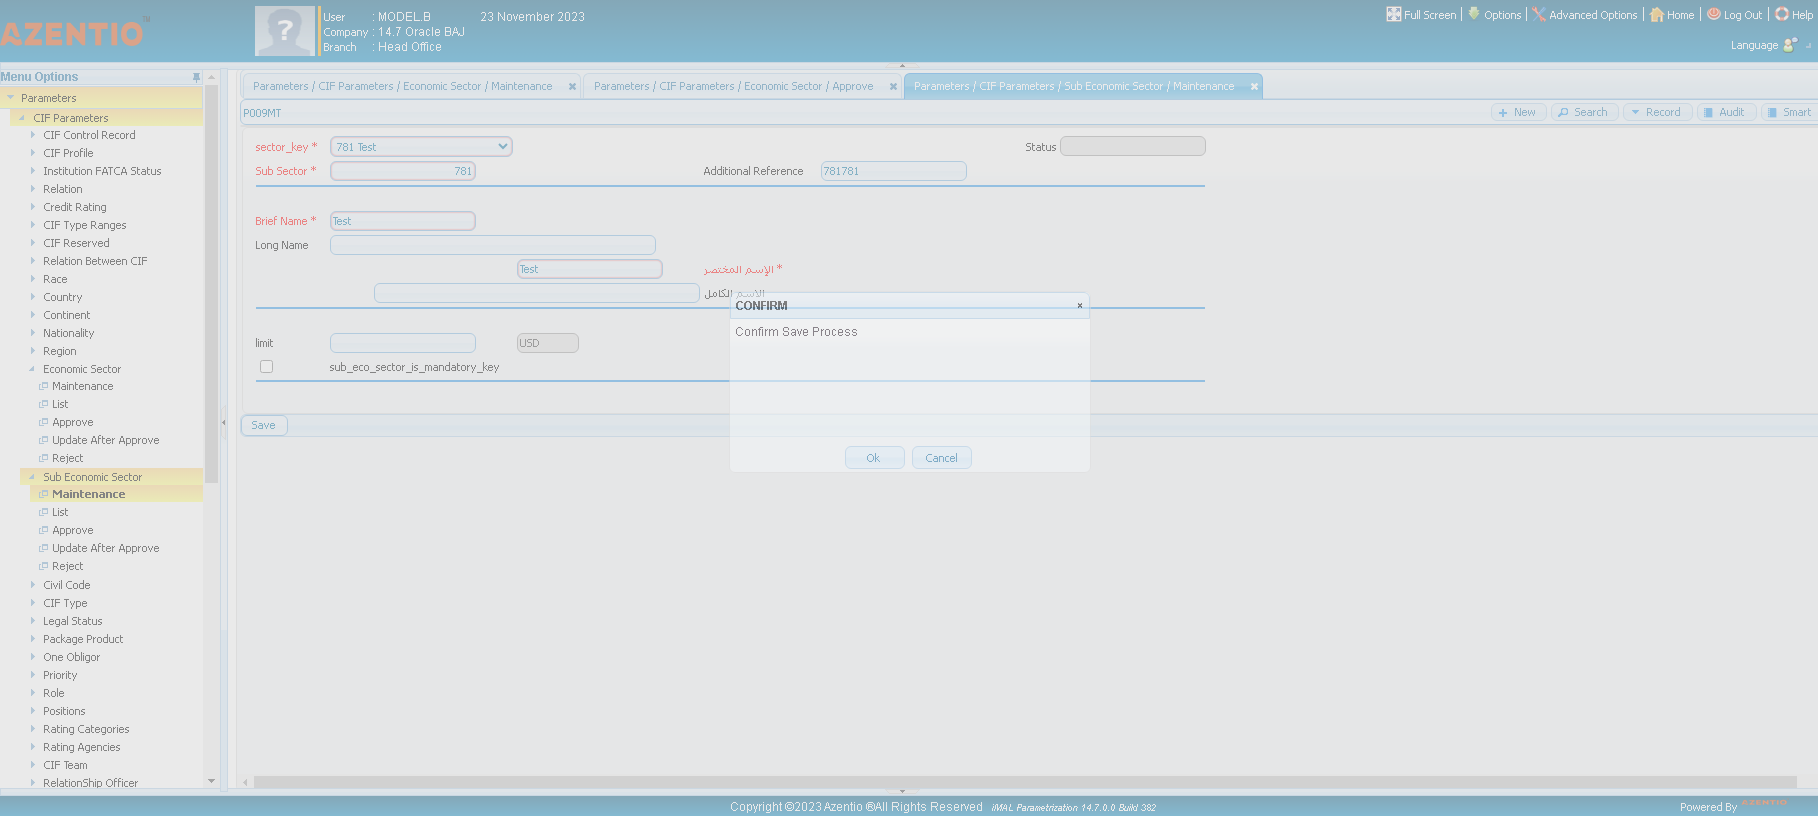 AZENTIO™
User : MODEL.B 23 November 2023
Company : 14.7 Oracle BAJ
Branch : Head Office
Full Screen Options Advanced Options Home Log Out Help
Language
Menu Options
Parameters
CIF Parameters
CIF Control Record
CIF Profile
Institution FATCA Status
Relation
Credit Rating
CIF Type Ranges
CIF Reserved
Relation Between CIF
Race
Country
Continent
Nationality
Region
Economic Sector
Maintenance
List
Approve
Update After Approve
Reject
Sub Economic Sector
Maintenance
List
Approve
Update After Approve
Reject
Civil Code
CIF Type
Legal Status
Package Product
One Obligor
Priority
Role
Positions
Rating Categories
Rating Agencies
CIF Team
RelationShip Officer
Parameters / CIF Parameters / Economic Sector / Maintenance
Parameters / CIF Parameters / Economic Sector / Approve
Parameters / CIF Parameters / Sub Economic Sector / Maintenance
P009MT
New Search Record Audit Smart
sector_key * 781 Test Status
Sub Sector * 781 Additional Reference 781781
Brief Name * Test
Long Name
Test الإسم المختصر *
الاسم الكامل
limit USD
sub_eco_sector_is_mandatory_key
Save
CONFIRM
Confirm Save Process
Ok Cancel
Copyright ©2023 Azentio ®All Rights Reserved iMAL Parametrization 14.7.0.0 Build 362
Powered By AZENTIO